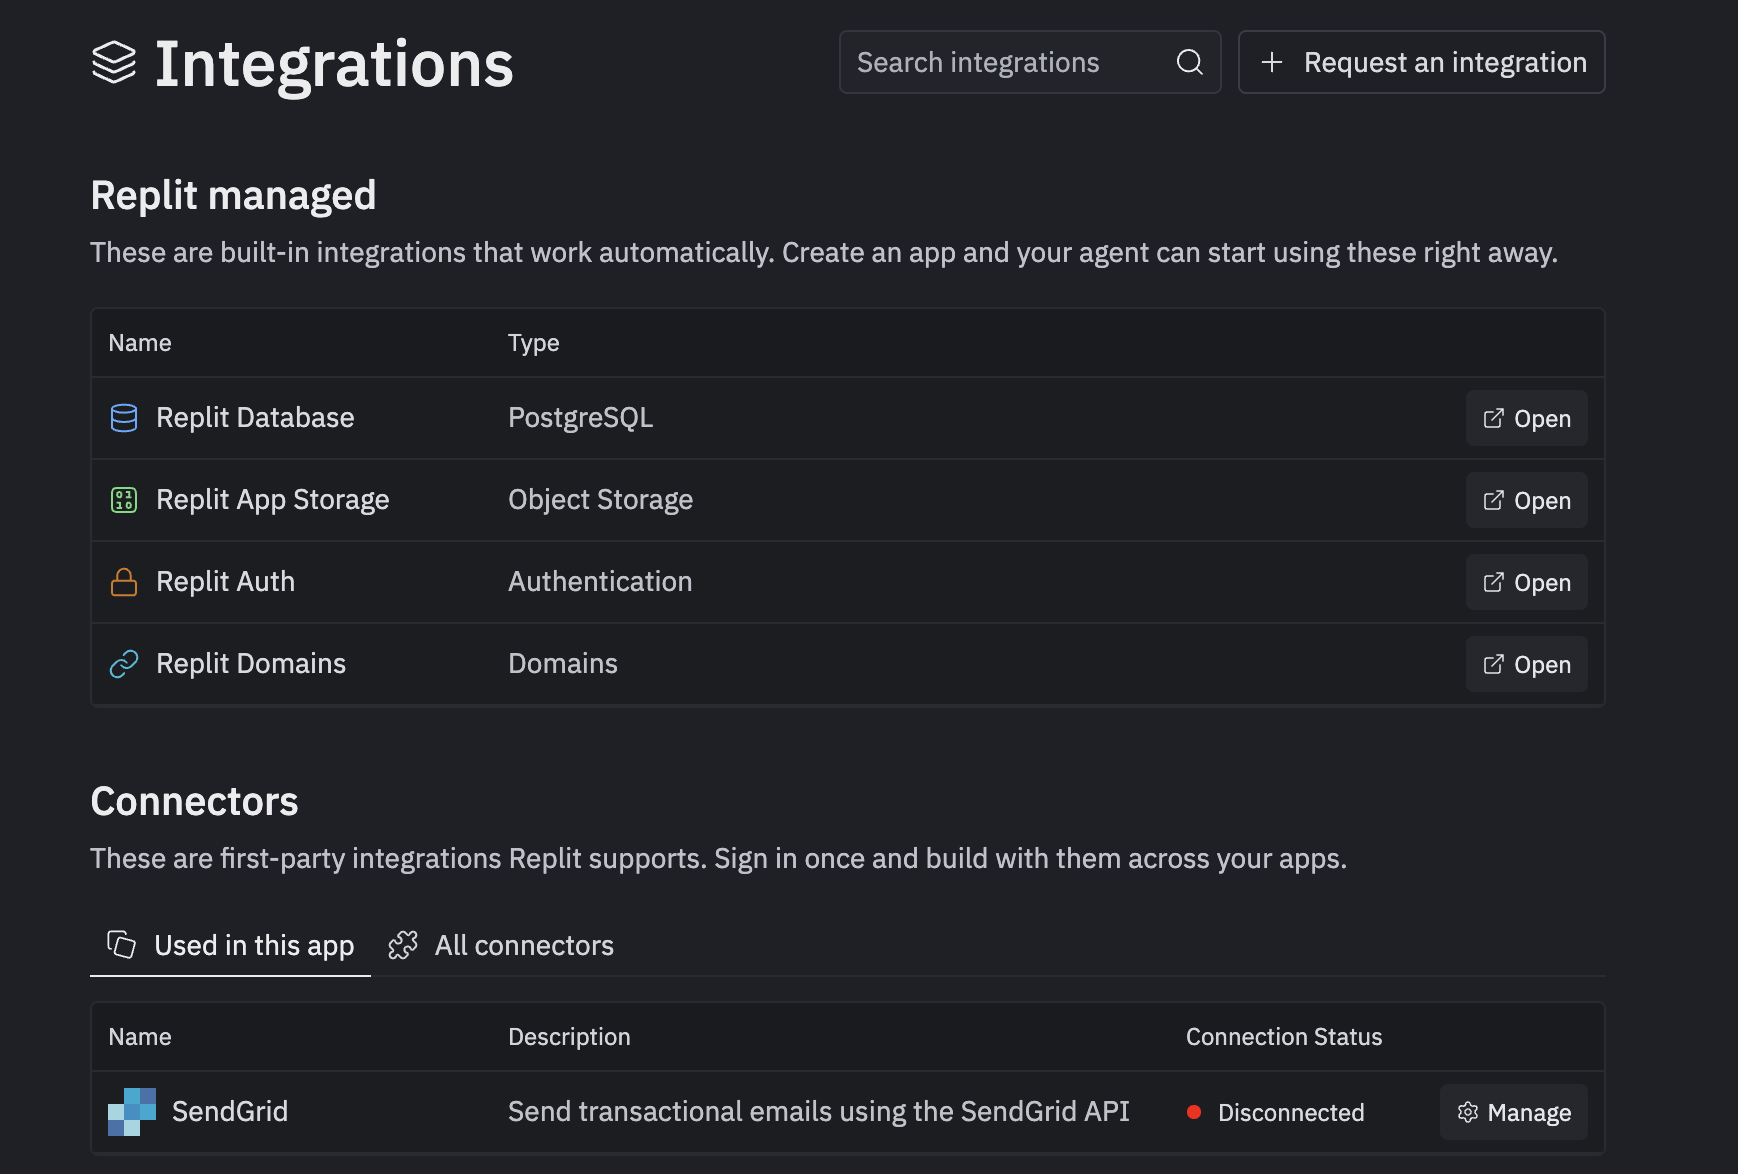 Integrations
Search integrations
Request an integration
Replit managed
These are built-in integrations that work automatically. Create an app and your agent can start using these right away.
Name Type
Replit Database PostgreSQL Open
01
10
Replit App Storage Object Storage Open
Replit Auth Authentication Open
Replit Domains Domains Open
Connectors
These are first-party integrations Replit supports. Sign in once and build with them across your apps.
Used in this app All connectors
Name Description Connection Status
SendGrid Send transactional emails using the SendGrid API Disconnected Manage